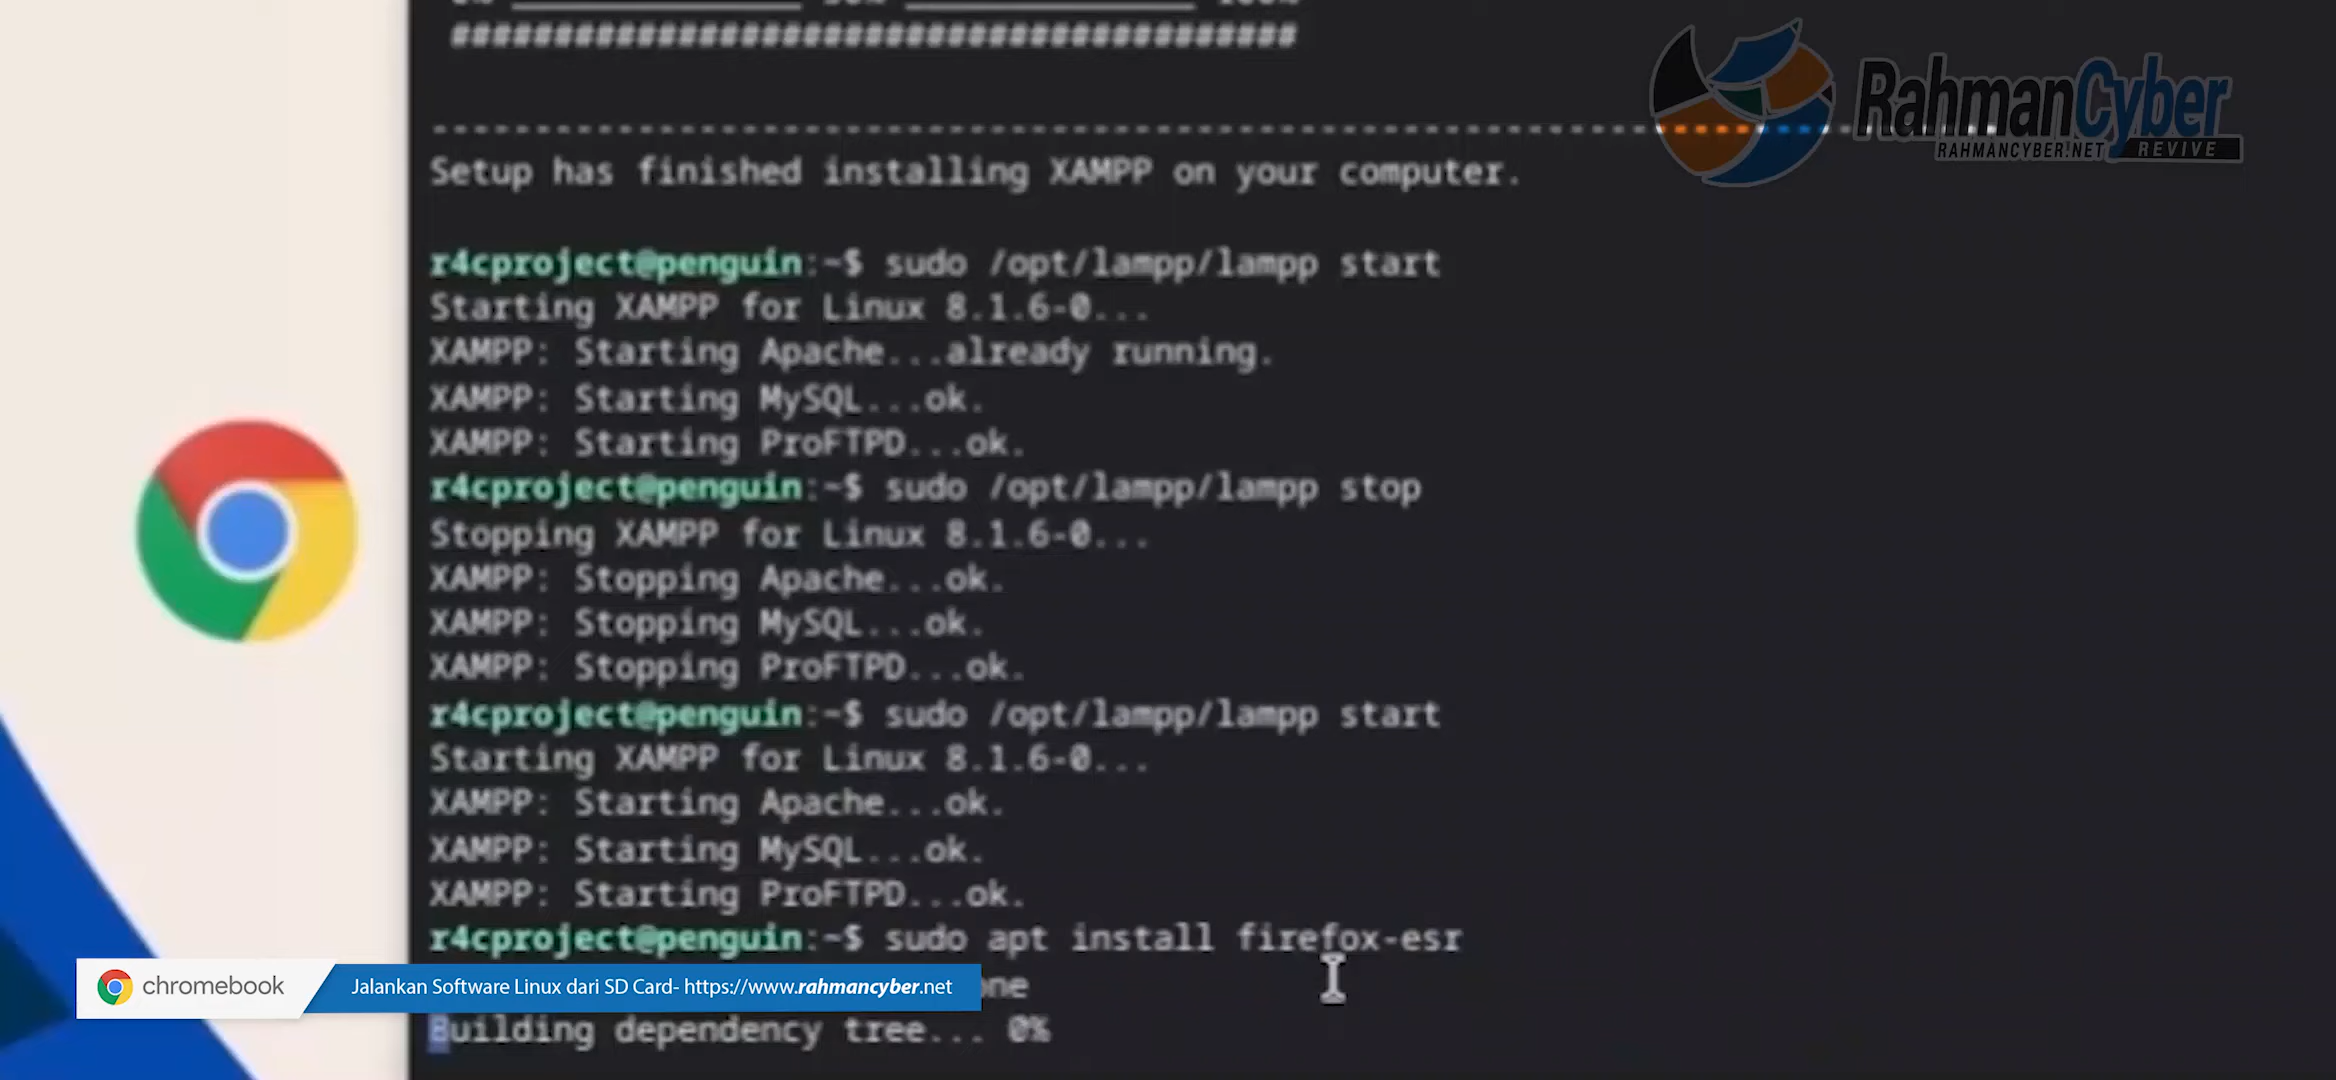 ##########################################
Setup has finished installing XAMPP on your computer.
r4cproject@penguin:~$ sudo /opt/lampp/lampp start
Starting XAMPP for Linux 8.1.6-0...
XAMPP: Starting Apache...already running.
XAMPP: Starting MySQL...ok.
XAMPP: Starting ProFTPD...ok.
r4cproject@penguin:~$ sudo /opt/lampp/lampp stop
Stopping XAMPP for Linux 8.1.6-0...
XAMPP: Stopping Apache...ok.
XAMPP: Stopping MySQL...ok.
XAMPP: Stopping ProFTPD...ok.
r4cproject@penguin:~$ sudo /opt/lampp/lampp start
Starting XAMPP for Linux 8.1.6-0...
XAMPP: Starting Apache...ok.
XAMPP: Starting MySQL...ok.
XAMPP: Starting ProFTPD...ok.
r4cproject@penguin:~$ sudo apt install firefox-esr
Building dependency tree... 0%
RahmanCyber
RAHMANCYBER.NET REVIVE
chromebook
Jalankan Software Linux dari SD Card- https://www.rahmancyber.net